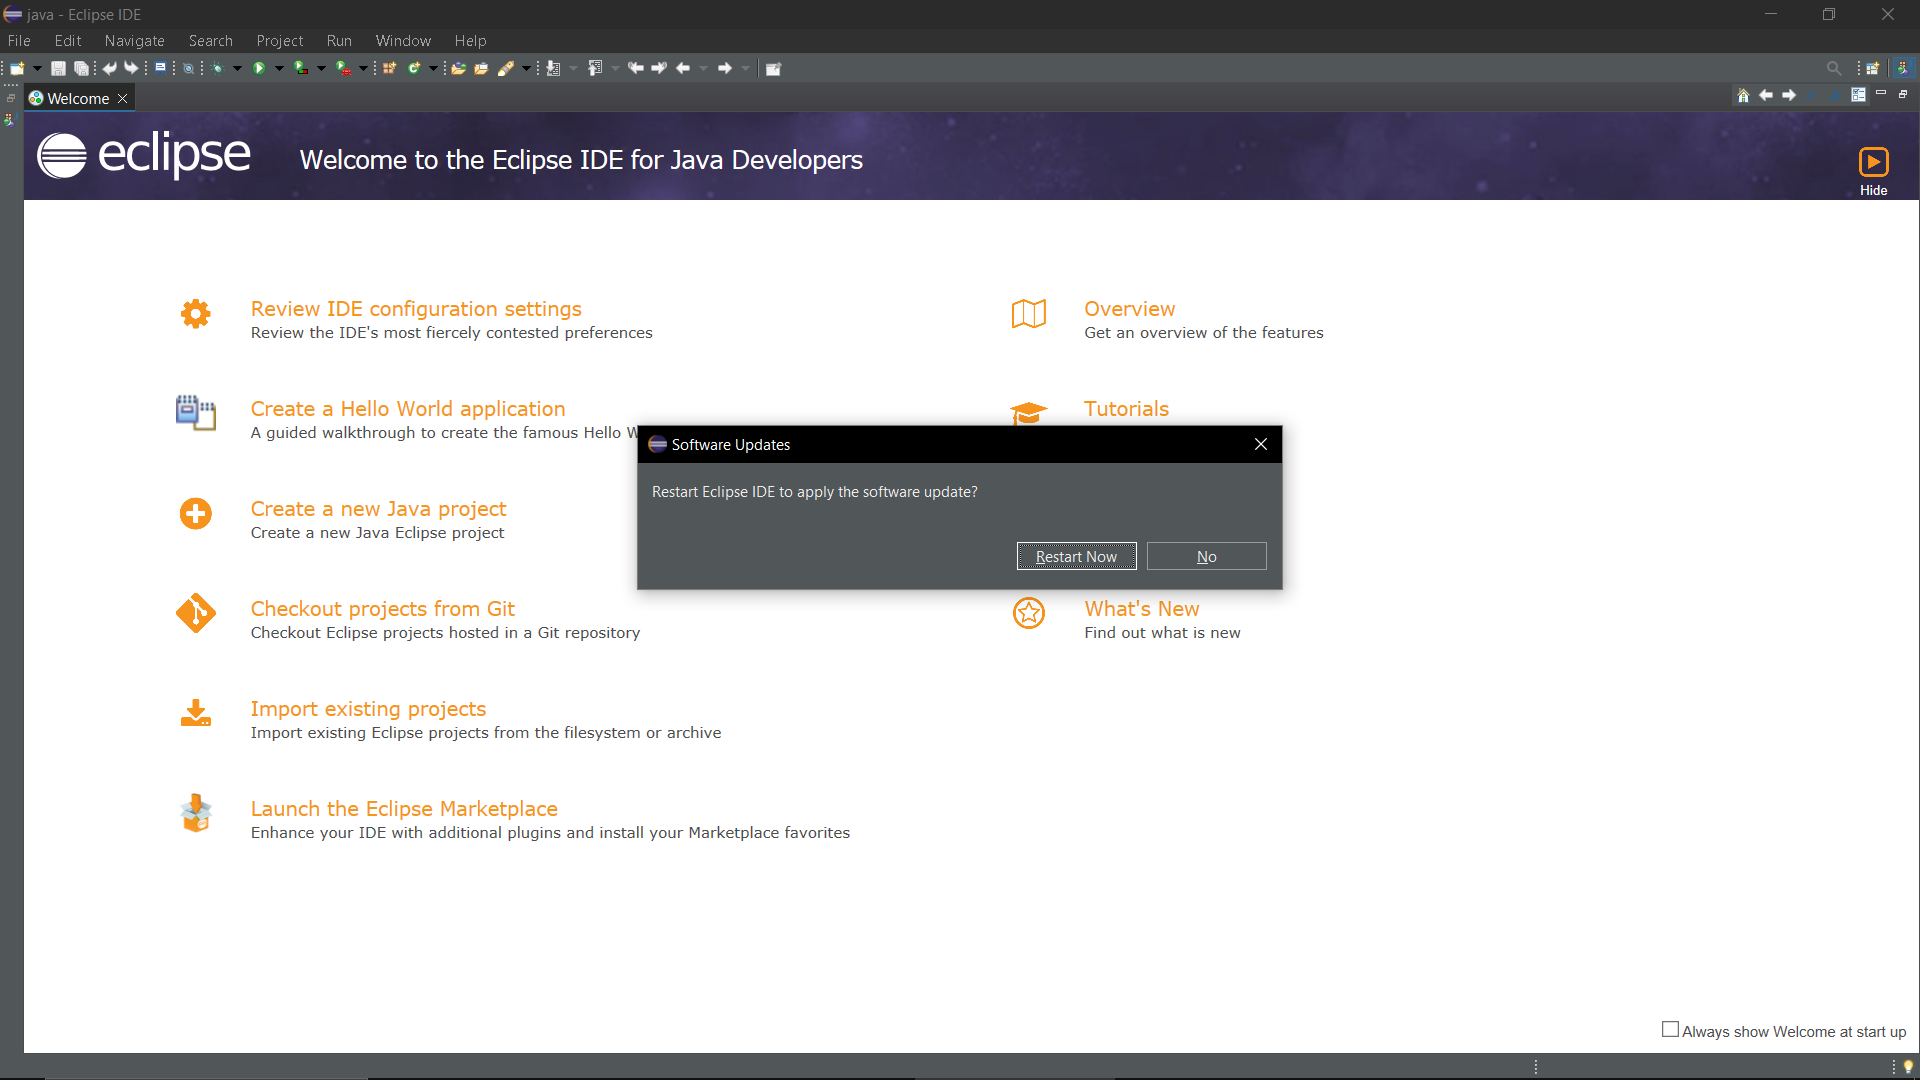 java - Eclipse IDE
File Edit Navigate Search Project Run Window Help
Welcome
eclipse
Welcome to the Eclipse IDE for Java Developers
Hide
Review IDE configuration settings
Review the IDE's most fiercely contested preferences
Overview
Get an overview of the features
Create a Hello World application
A guided walkthrough to create the famous Hello
Tutorials
Software Updates
Restart Eclipse IDE to apply the software update?
Restart Now
No
Create a new Java project
Create a new Java Eclipse project
Checkout projects from Git
Checkout Eclipse projects hosted in a Git repository
What's New
Find out what is new
Import existing projects
Import existing Eclipse projects from the filesystem or archive
Launch the Eclipse Marketplace
Enhance your IDE with additional plugins and install your Marketplace favorites
Always show Welcome at start up